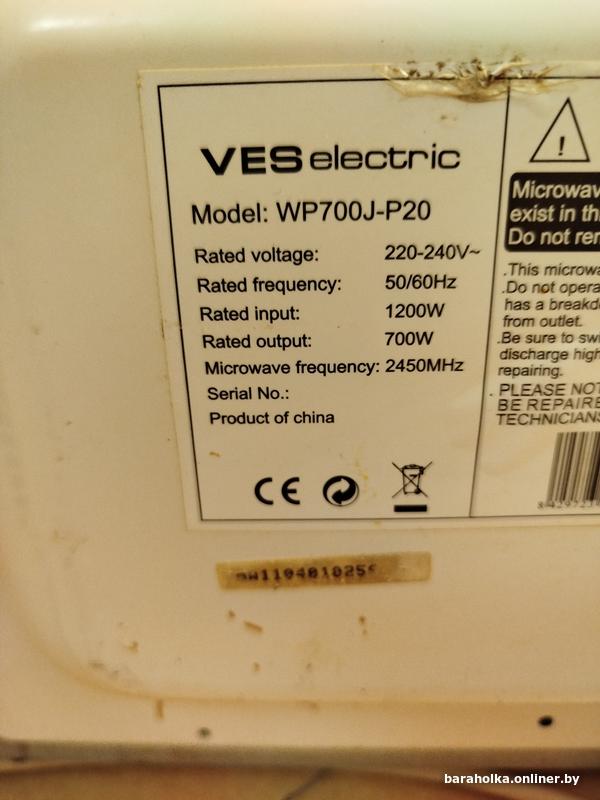 VES electric
Model: WP700J-P20
Rated voltage: 220-240V~
Rated frequency: 50/60Hz
Rated input: 1200W
Rated output: 700W
Microwave frequency: 2450MHz
Serial No.:
Product of china
CE
!
Microwav
exist in th
Do not rem
.This microwa
.Do not opera
has a breakd
from outlet.
.Be sure to sw
discharge high
repairing.
. PLEASE NOT
BE REPAIRE
TECHNICIANS
baraholka.onliner.by